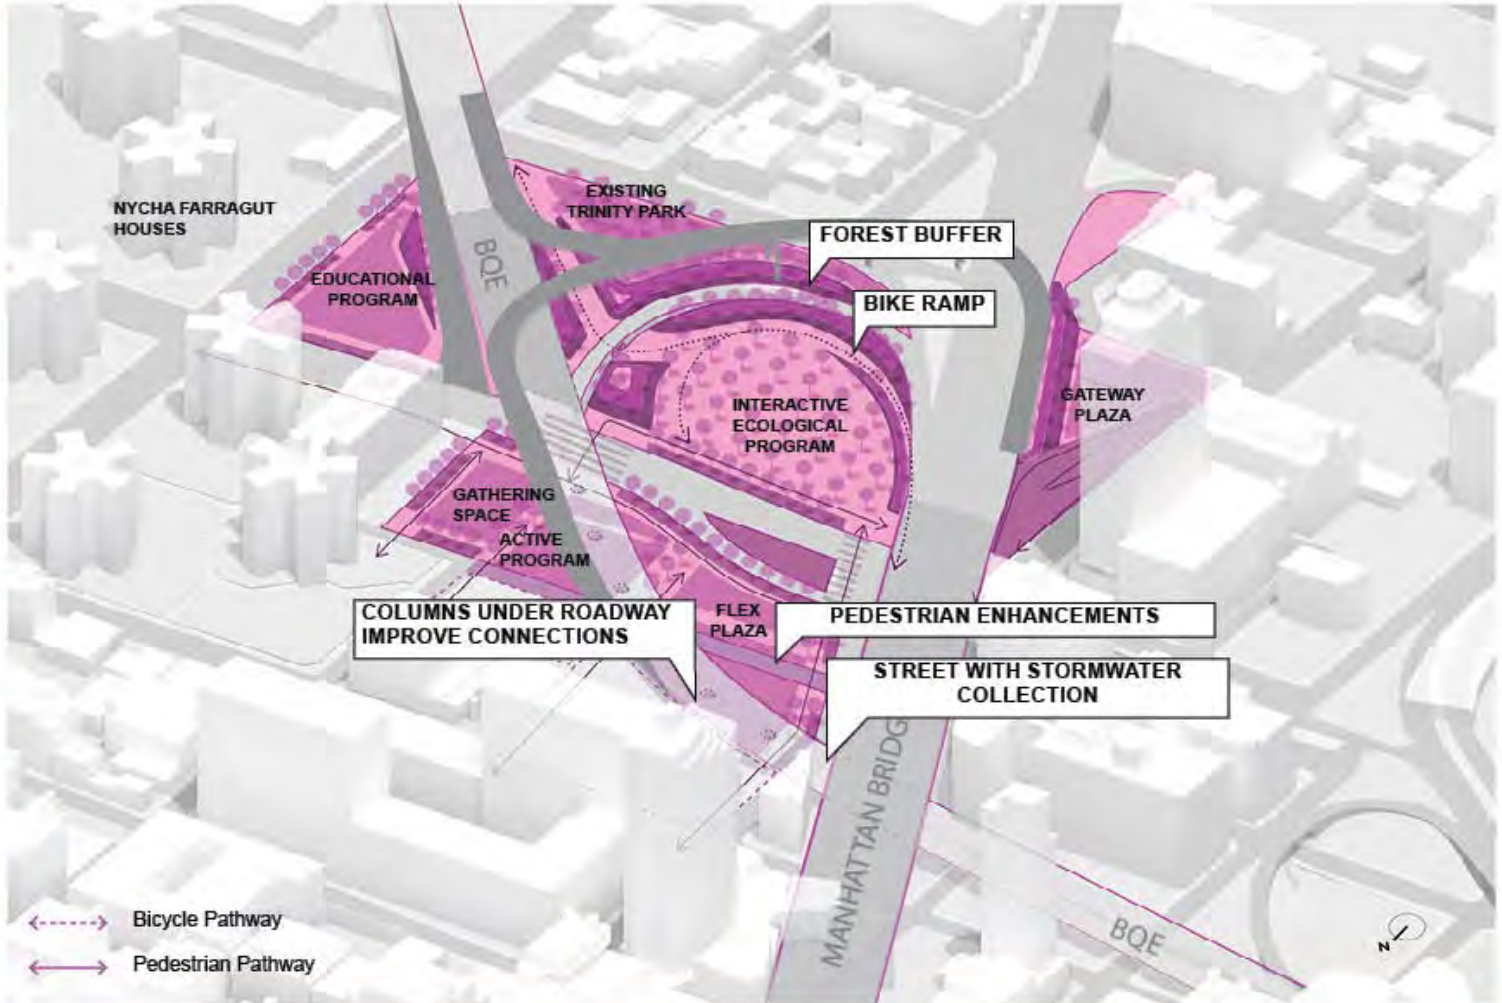 NYCHA FARRAGUT
HOUSES
EXISTING
TRINITY PARK
FOREST BUFFER
BQE
EDUCATIONAL
PROGRAM
BIKE RAMP
INTERACTIVE
ECOLOGICAL
PROGRAM
GATEWAY
PLAZA
GATHERING
SPACE
ACTIVE
PROGRAM
COLUMNS UNDER ROADWAY
IMPROVE CONNECTIONS
FLEX
PLAZA
PEDESTRIAN ENHANCEMENTS
STREET WITH STORMWATER
COLLECTION
MANHATTAN BRIDG
BQE
Bicycle Pathway
Pedestrian Pathway
N